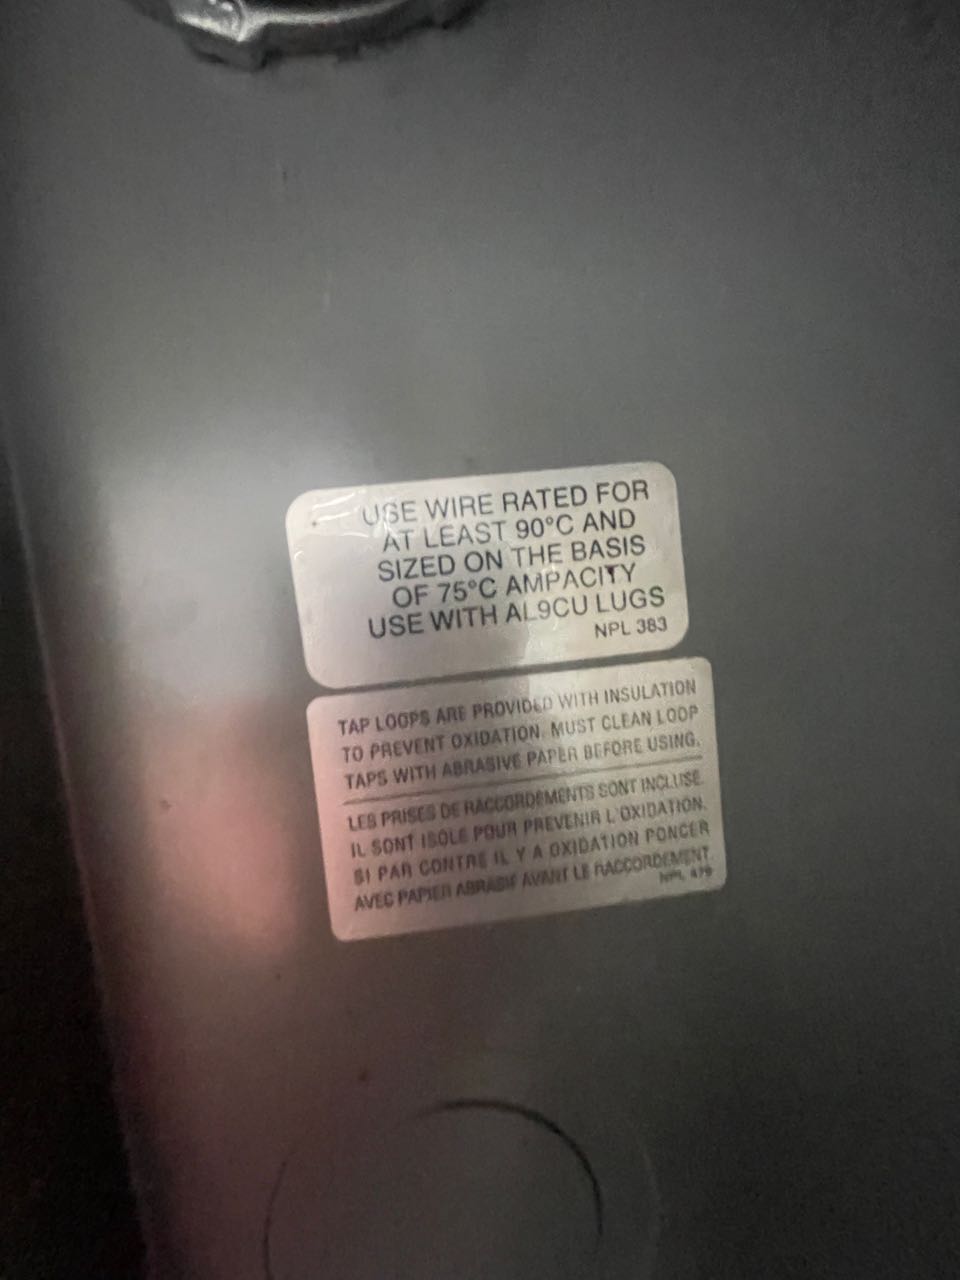 USE WIRE RATED FOR
AT LEAST 90°C AND
SIZED ON THE BASIS
OF 75°C AMPACITY
USE WITH AL9CU LUGS
NPL 383
TAP LOOPS ARE PROVIDED WITH INSULATION
TO PREVENT OXIDATION. MUST CLEAN LOOP
TAPS WITH ABRASIVE PAPER BEFORE USING.
LES PRISES DE RACCORDEMENTS SONT INCLUSE.
IL SONT ISOLE POUR PREVENIR L'OXIDATION.
SI PAR CONTRE IL Y A OXIDATION PONCER
AVEC PAPIER ABRASIF AVANT LE RACCORDEMENT.
NPL 479